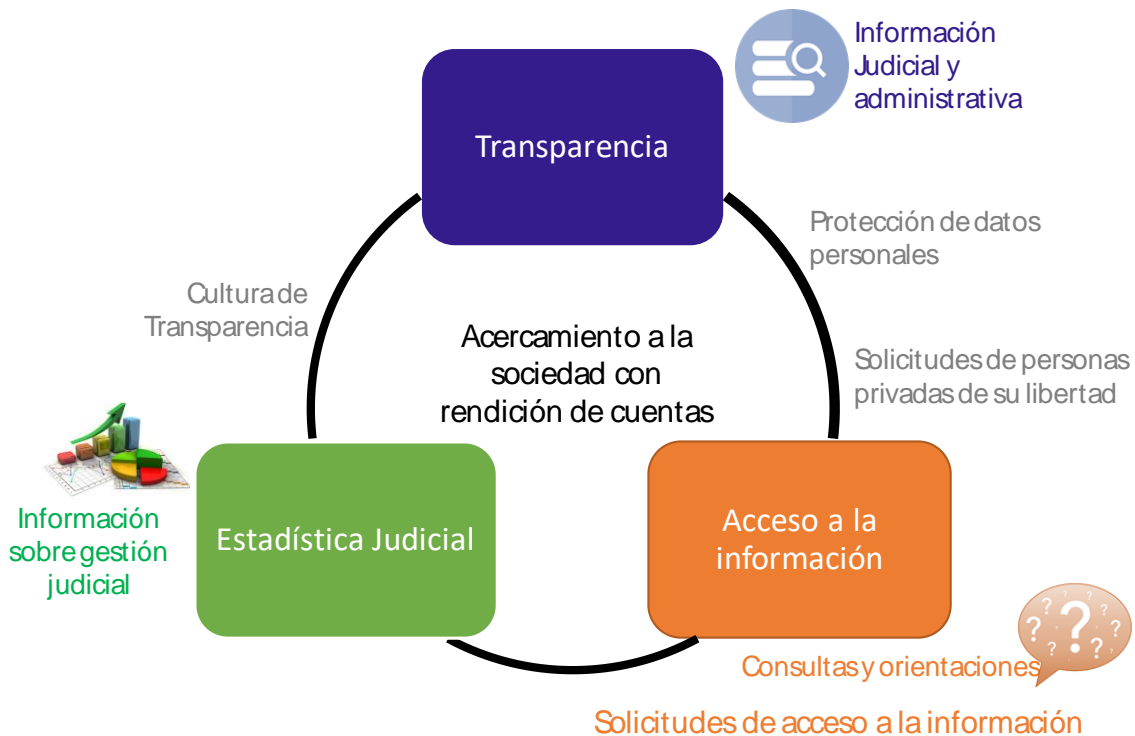 Información
Judicial y
administrativa
Transparencia
Protección de datos
personales
Cultura de
Transparencia
Acercamiento a la
sociedad con
rendición de cuentas
Solicitudes de personas
privadas de su libertad
Estadística Judicial
Información
sobre gestión
judicial
Acceso a la
información
Consultas y orientaciones
Solicitudes de acceso a la información